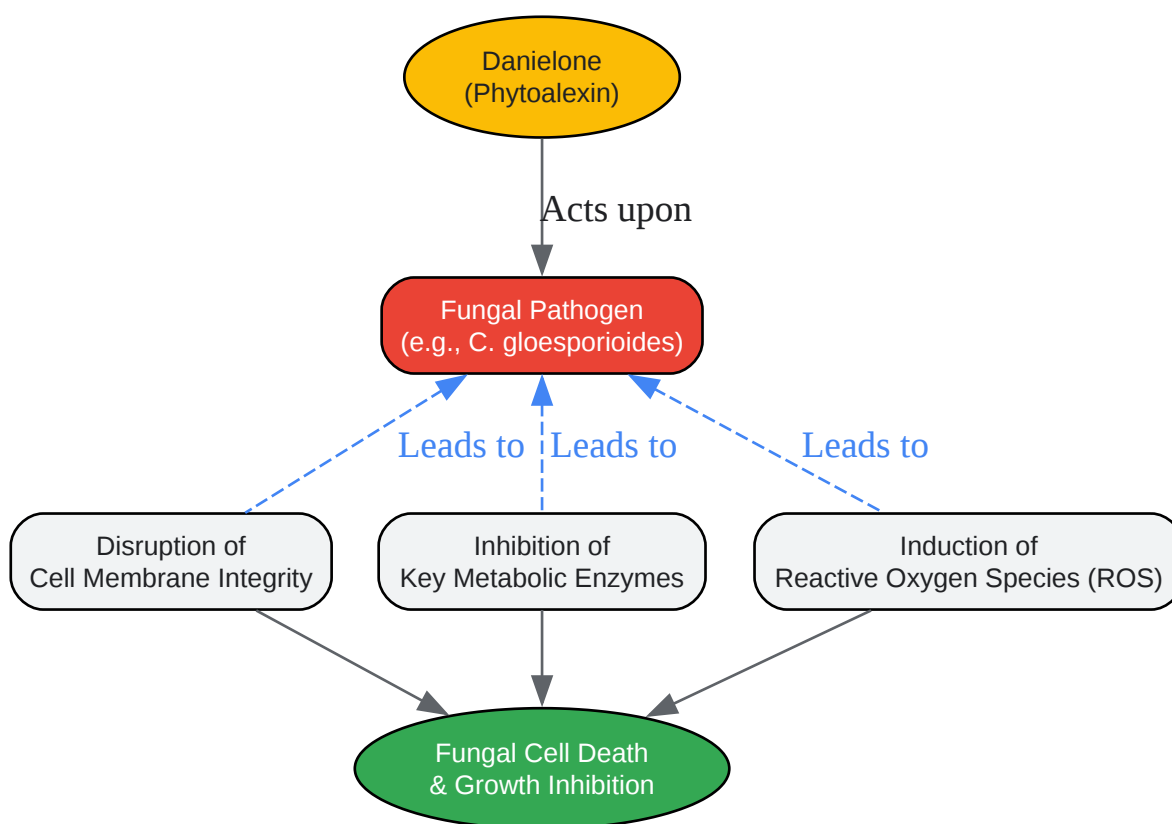 Danielone
(Phytoalexin)
Acts upon
Fungal Pathogen
(e.g., C. gloesporioides)
Leads to
Leads to
Leads to
Disruption of
Cell Membrane Integrity
Inhibition of
Key Metabolic Enzymes
Induction of
Reactive Oxygen Species (ROS)
Fungal Cell Death
& Growth Inhibition